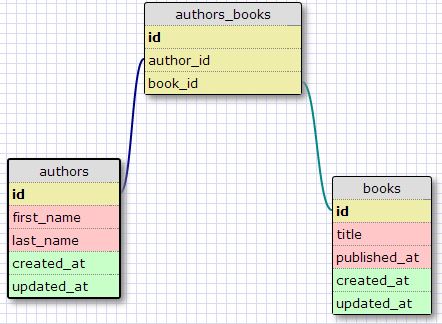 authors_books
id
author_id
book_id
authors
id
first_name
last_name
created_at
updated_at
books
id
title
published_at
created_at
updated_at